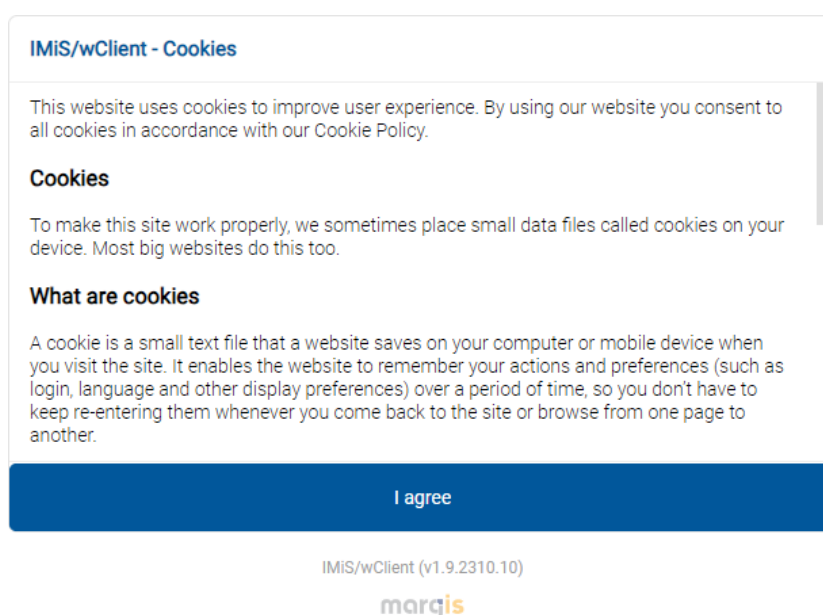 IMiS/wClient - Cookies
This website uses cookies to improve user experience. By using our website you consent to
all cookies in accordance with our Cookie Policy.
Cookies
To make this site work properly, we sometimes place small data files called cookies on your
device. Most big websites do this too.
What are cookies
A cookie is a small text file that a website saves on your computer or mobile device when
you visit the site. It enables the website to remember your actions and preferences (such as
login, language and other display preferences) over a period of time, so you don't have to
keep re-entering them whenever you come back to the site or browse from one page to
another.
I agree
IMiS/wClient (v1.9.2310.10)